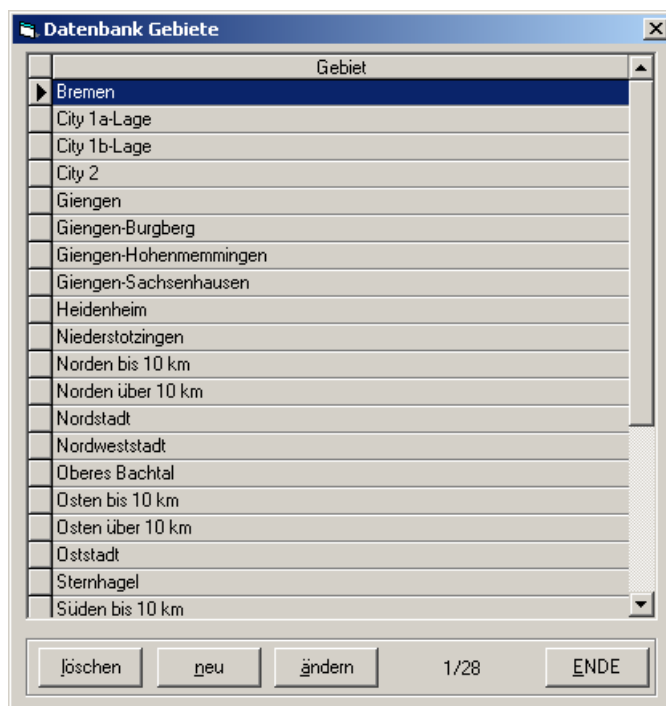 Datenbank Gebiete
Gebiet
Bremen
City 1a-Lage
City 1b-Lage
City 2
Giengen
Giengen-Burgberg
Giengen-Hohenmemmingen
Giengen-Sachsenhausen
Heidenheim
Niederstotzingen
Norden bis 10 km
Norden über 10 km
Nordstadt
Nordweststadt
Oberes Bachtal
Osten bis 10 km
Osten über 10 km
Oststadt
Sternhagel
Süden bis 10 km
löschen neu ändern 1/28 ENDE